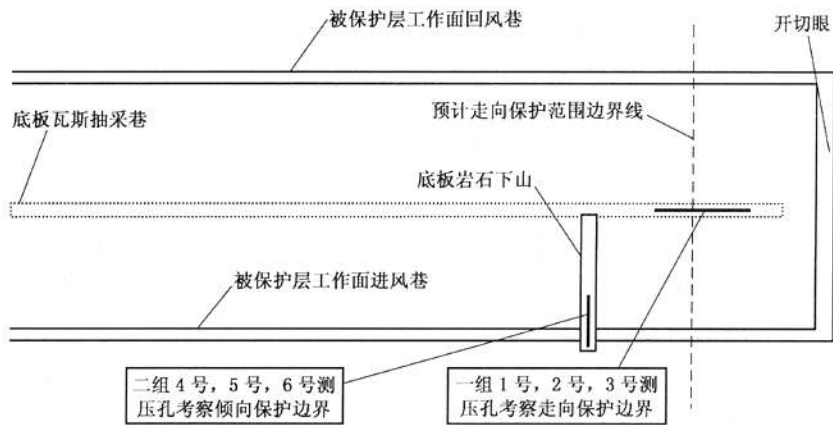 被保护层工作面回风巷
开切眼
底板瓦斯抽采巷
预计走向保护范围边界线
底板岩石下山
被保护层工作面进风巷
二组4号，5号，6号测
压孔考察倾向保护边界
一组1号，2号，3号测
压孔考察走向保护边界